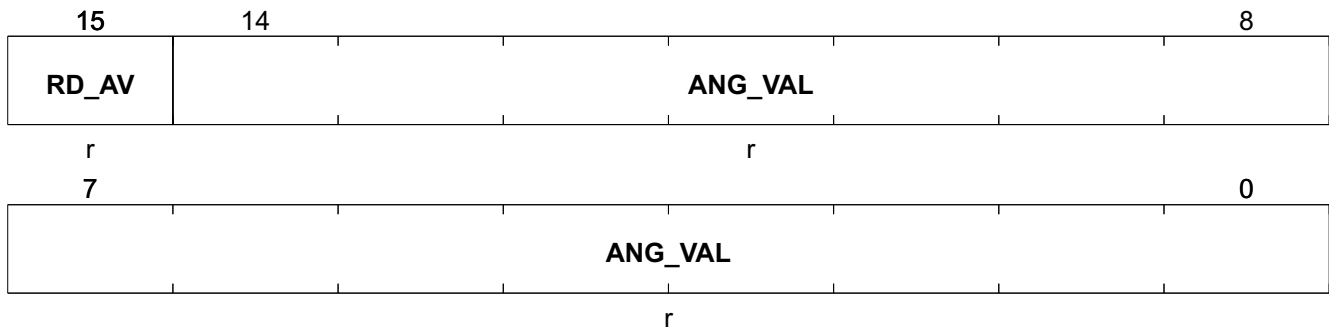 15 14 8
RD_AV ANG_VAL
r r
7 0
ANG_VAL
r